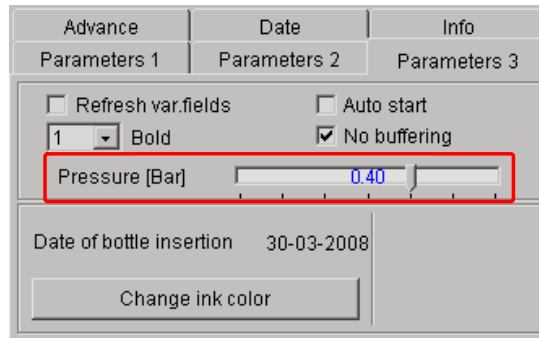 Advance Date Info
Parameters 1 Parameters 2 Parameters 3
Refresh var.fields Auto start
1 Bold No buffering
Pressure [Bar] 0.40
Date of bottle insertion 30-03-2008
Change ink color